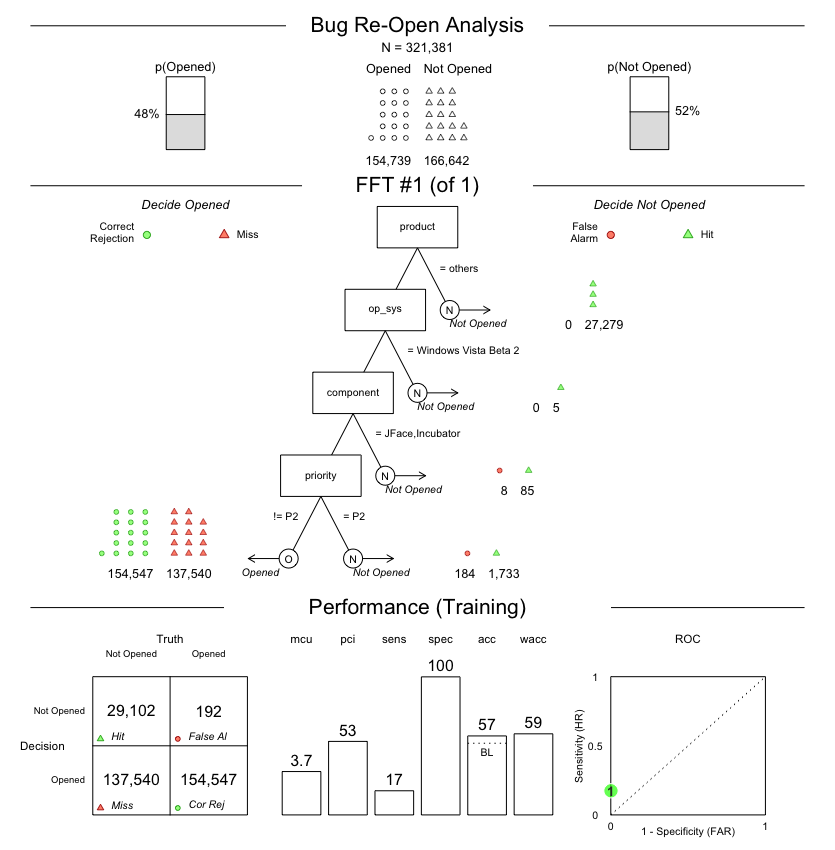 Bug Re-Open Analysis
N = 321,381
p(Opened)
Opened Not Opened
p(Not Opened)
48%
52%
154,739 166,642
FFT #1 (of 1)
Decide Opened
Decide Not Opened
Correct
Rejection
Miss
False
Alarm
Hit
product
= others
op_sys
N
Not Opened
0 27,279
= Windows Vista Beta 2
component
N
Not Opened
0 5
= JFace,Incubator
priority
N
Not Opened
8 85
!= P2
= P2
O
N
Opened
Not Opened
154,547 137,540
184 1,733
Performance (Training)
Truth
Not Opened Opened
mcu pci sens spec acc wacc
ROC
Decision
Not Opened
29,102
Hit
192
False Al
Opened
137,540
Miss
154,547
Cor Rej
3.7
53
17
100
57
BL
59
Sensitivity (HR)
1
0.5
0
1
0 1
1 - Specificity (FAR)